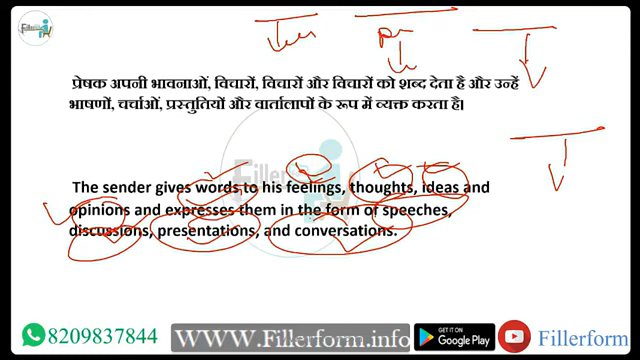 Fillerform
प्रेषक अपनी भावनाओं, विचारों, विचारों और विचारों को शब्द देता है और उन्हें
भाषणों, चर्चाओं, प्रस्तुतियों और वार्तालापों के रूप में व्यक्त करता है।
The sender gives words to his feelings, thoughts, ideas and
opinions and expresses them in the form of speeches,
discussions, presentations, and conversations.
8209837844 WWW.Fillerform.info GET IT ON Google Play Fillerform